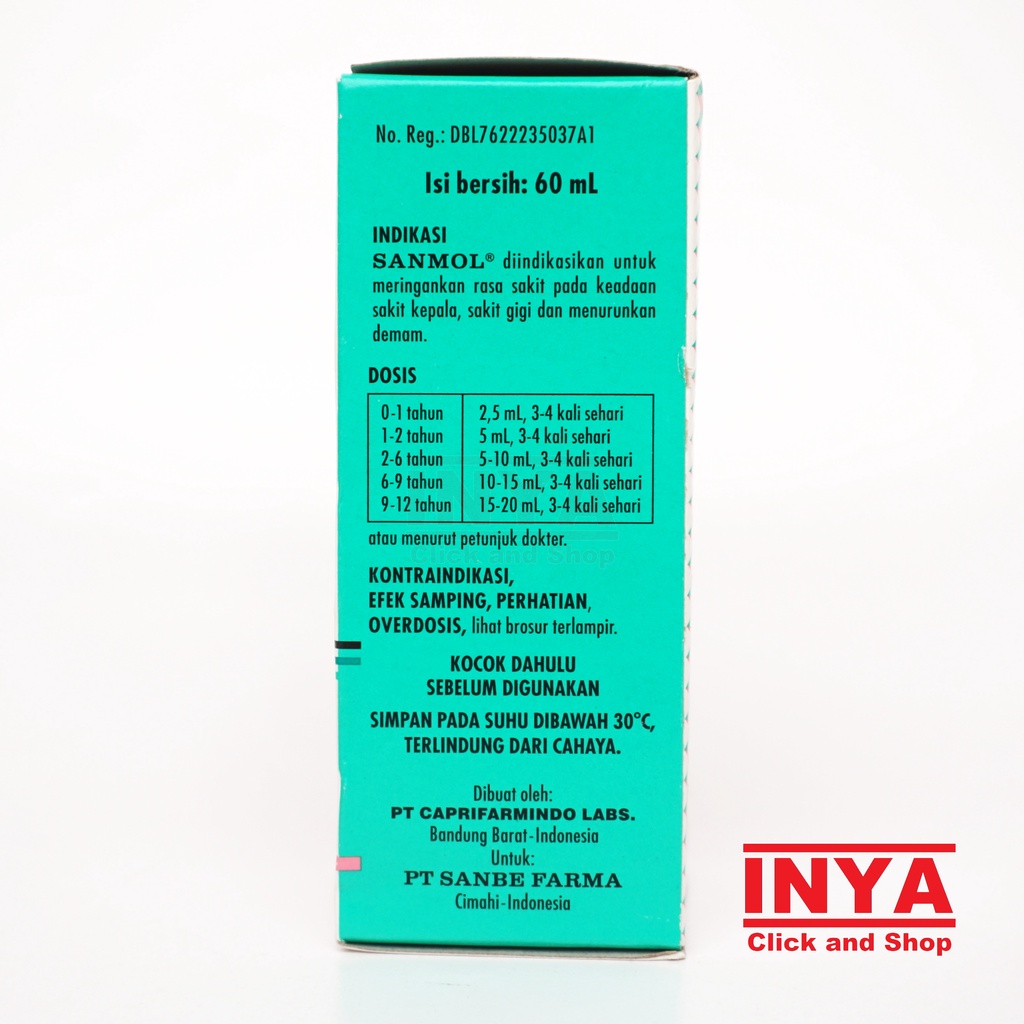 No. Reg.: DBL7622235037A1
Isi bersih: 60 mL
INDIKASI
SANMOL® diindikasikan untuk
meringankan rasa sakit pada keadaan
sakit kepala, sakit gigi dan menurunkan
demam.
DOSIS
0-1 tahun 2,5 mL, 3-4 kali sehari
1-2 tahun 5 mL, 3-4 kali sehari
2-6 tahun 5-10 mL, 3-4 kali sehari
6-9 tahun 10-15 mL, 3-4 kali sehari
9-12 tahun 15-20 mL, 3-4 kali sehari
atau menurut petunjuk dokter.
Click and Shop
KONTRAINDIKASI,
EFEK SAMPING, PERHATIAN,
OVERDOSIS, lihat brosur terlampir.
KOCOK DAHULU
SEBELUM DIGUNAKAN
SIMPAN PADA SUHU DIBAWAH 30°C,
TERLINDUNG DARI CAHAYA.
Dibuat oleh:
PT CAPRIFARMINDO LABS.
Bandung Barat-Indonesia
Untuk:
PT SANBE FARMA
Cimahi-Indonesia
INYA
Click and Shop